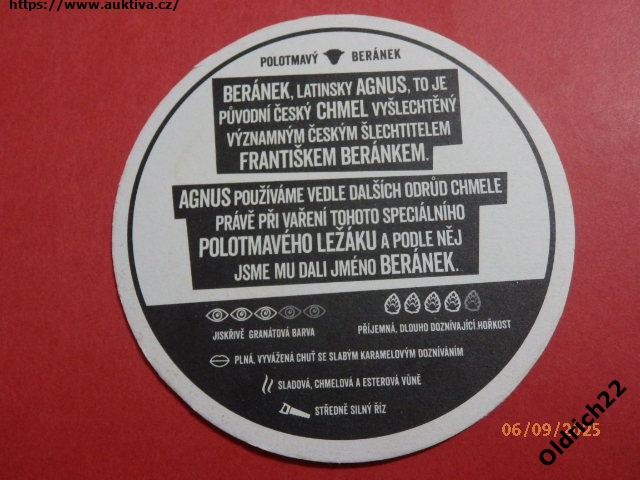 https://www.auktiva.cz/
POLOTMAVÝ BERÁNEK
BERÁNEK, LATINSKY AGNUS, TO JE
PŮVODNÍ ČESKÝ CHMEL VYŠLECHTĚNÝ
VÝZNAMNÝM ČESKÝM ŠLECHTITELEM
FRANTIŠKEM BERÁNKEM.
AGNUS POUŽÍVÁME VEDLE DALŠÍCH ODRŮD CHMELE
PRÁVĚ PŘI VAŘENÍ TOHOTO SPECIÁLNÍHO
POLOTMAVÉHO LEŽÁKU A PODLE NĚJ
JSME MU DALI JMÉNO BERÁNEK.
JISKŘIVĚ GRANÁTOVÁ BARVA
PŘÍJEMNÁ, DLOUHO DOZNÍVAJÍCÍ HOŘKOST
PLNÁ, VYVÁŽENÁ CHUŤ SE SLABÝM KARAMELOVÝM DOZNÍVÁNÍM
SLADOVÁ, CHMELOVÁ A ESTEROVÁ VŮNĚ
STŘEDNĚ SILNÝ ŘÍZ
06/09/2025
Oldrich22